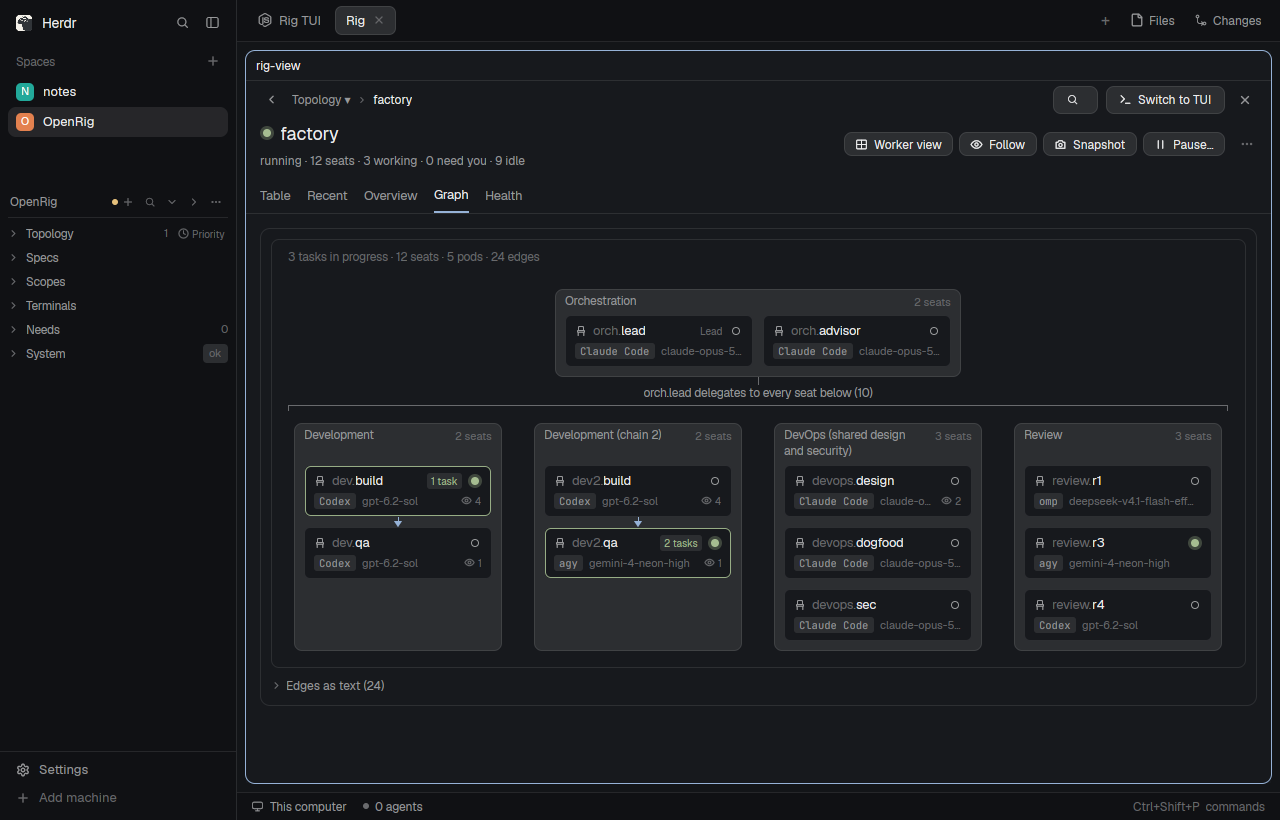 Herdr
Spaces
N notes
O OpenRig
OpenRig
Topology 1 Priority
Specs
Scopes
Terminals
Needs 0
System ok
Settings
Add machine
Rig TUI
Rig
Files
Changes
rig-view
Topology ▾ › factory
Switch to TUI
factory
running · 12 seats · 3 working · 0 need you · 9 idle
Worker view
Follow
Snapshot
Pause…
Table Recent Overview Graph Health
3 tasks in progress · 12 seats · 5 pods · 24 edges
Orchestration 2 seats
orch.lead Lead
Claude Code claude-opus-5…
orch.advisor
Claude Code claude-opus-5…
orch.lead delegates to every seat below (10)
Development 2 seats
dev.build 1 task
Codex gpt-6.2-sol 4
dev.qa
Codex gpt-6.2-sol 1
Development (chain 2) 2 seats
dev2.build
Codex gpt-6.2-sol 4
dev2.qa 2 tasks
agy gemini-4-neon-high 1
DevOps (shared design and security) 3 seats
devops.design
Claude Code claude-o… 2
devops.dogfood
Claude Code claude-opus-5…
devops.sec
Claude Code claude-opus-5…
Review 3 seats
review.r1
omp deepseek-v4.1-flash-eff…
review.r3
agy gemini-4-neon-high
review.r4
Codex gpt-6.2-sol
Edges as text (24)
This computer
0 agents
Ctrl+Shift+P commands